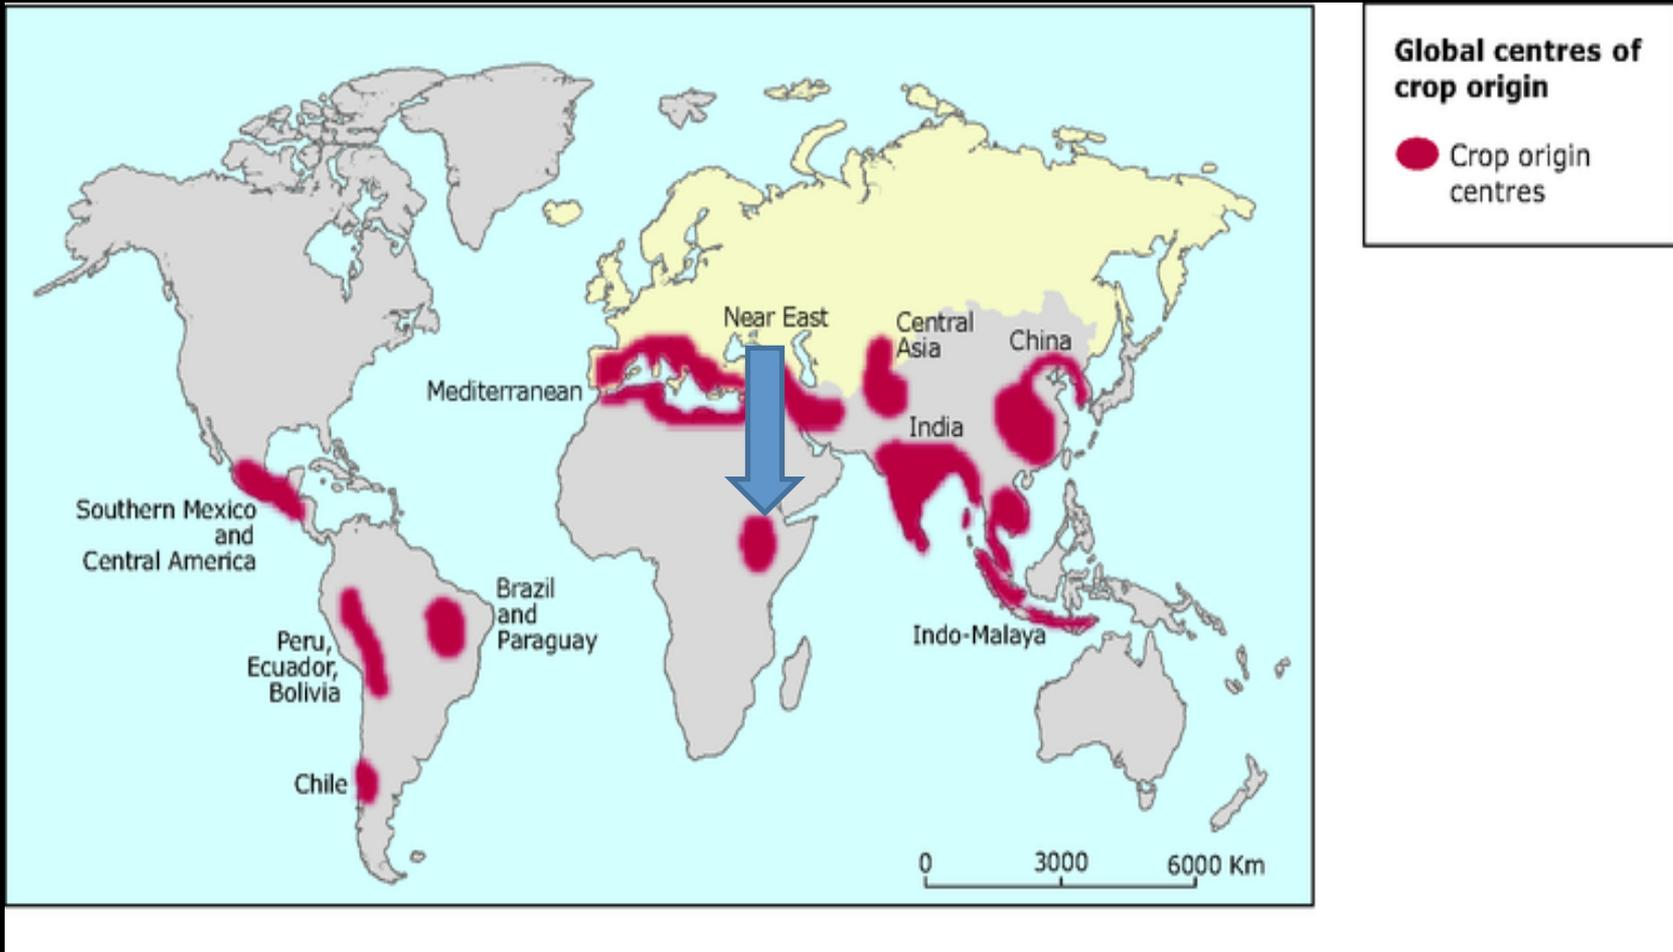 Global centres of
crop origin
Crop origin
centres
Near East
Central
Asia
China
Mediterranean
India
Southern Mexico
and
Central America
Brazil
and
Paraguay
Peru,
Ecuador,
Bolivia
Indo-Malaya
Chile
0 3000 6000 Km